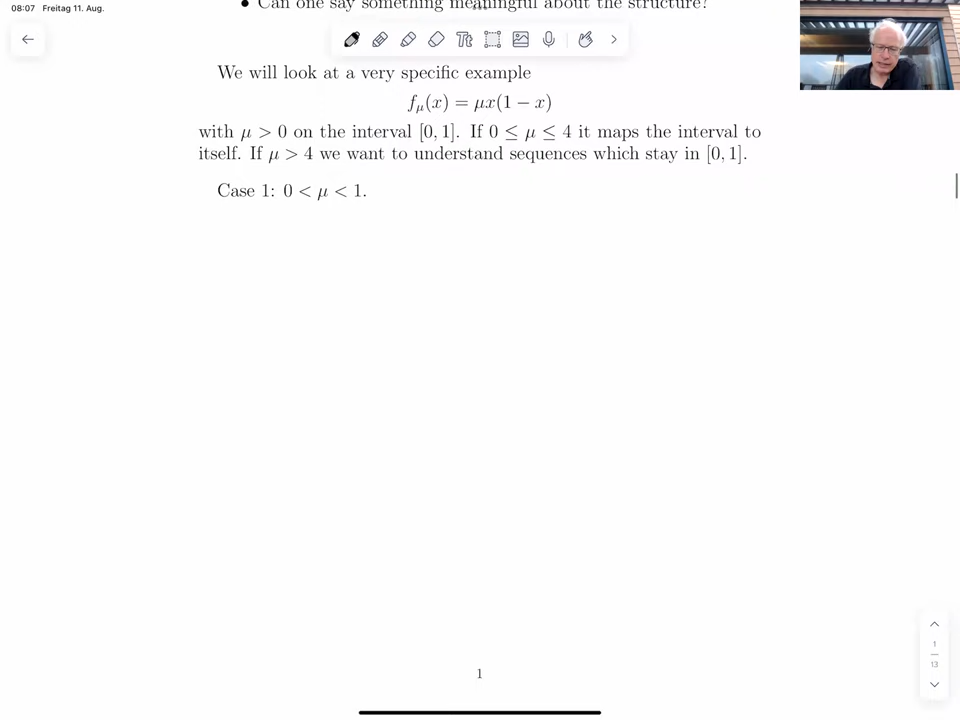 08:07 Freitag 11. Aug.
• Can one say something meaningful about the structure?
Tt
We will look at a very specific example
f_μ(x) = μx(1 − x)
with μ > 0 on the interval [0, 1]. If 0 ≤ μ ≤ 4 it maps the interval to
itself. If μ > 4 we want to understand sequences which stay in [0, 1].
Case 1: 0 < μ < 1.
1
13
1